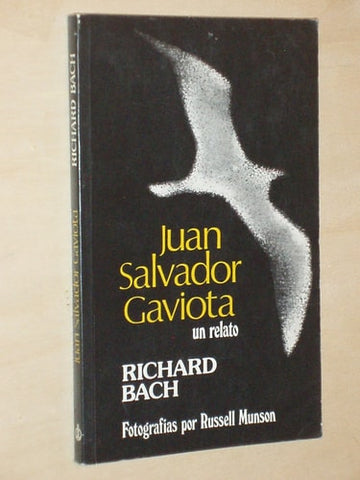 Juan
Salvador
Gaviota
un relato
RICHARD
BACH
Fotografías por Russell Munson
Juan Salvador Gaviota
RICHARD BACH